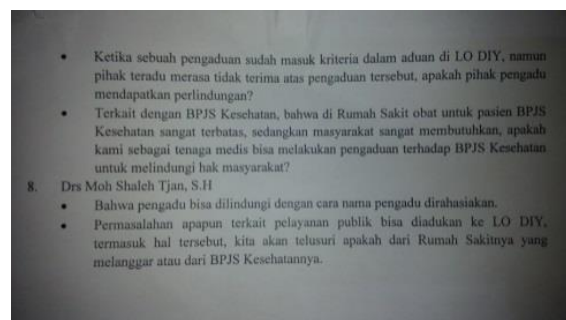 • Ketika sebuah pengaduan sudah masuk kriteria dalam aduan di LO DIY, namun
pihak teradu merasa tidak terima atas pengaduan tersebut, apakah pihak pengadu
mendapatkan perlindungan?
• Terkait dengan BPJS Kesehatan, bahwa di Rumah Sakit obat untuk pasien BPJS
Kesehatan sangat terbatas, sedangkan masyarakat sangat membutuhkan, apakah
kami sebagai tenaga medis bisa melakukan pengaduan terhadap BPJS Kesehatan
untuk melindungi hak masyarakat?
8. Drs Moh Shaleh Tjan, S.H
• Bahwa pengadu bisa dilindungi dengan cara nama pengadu dirahasiakan.
• Permasalahan apapun terkait pelayanan publik bisa diadukan ke LO DIY,
termasuk hal tersebut, kita akan telusuri apakah dari Rumah Sakitnya yang
melanggar atau dari BPJS Kesehatannya.